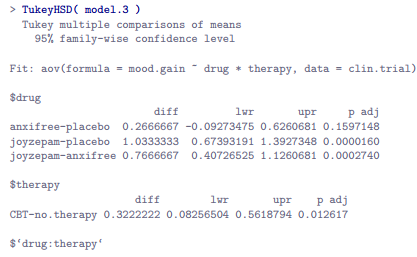 > TukeyHSD( model.3 )
Tukey multiple comparisons of means
95% family-wise confidence level
Fit: aov(formula = mood.gain ~ drug * therapy, data = clin.trial)
$drug
diff lwr upr p adj
anxifree-placebo 0.2666667 -0.09273475 0.6260681 0.1597148
joyzepam-placebo 1.0333333 0.67393191 1.3927348 0.0000160
joyzepam-anxifree 0.7666667 0.40726525 1.1260681 0.0002740
$therapy
diff lwr upr p adj
CBT-no.therapy 0.3222222 0.08256504 0.5618794 0.012617
$‘drug:therapy‘